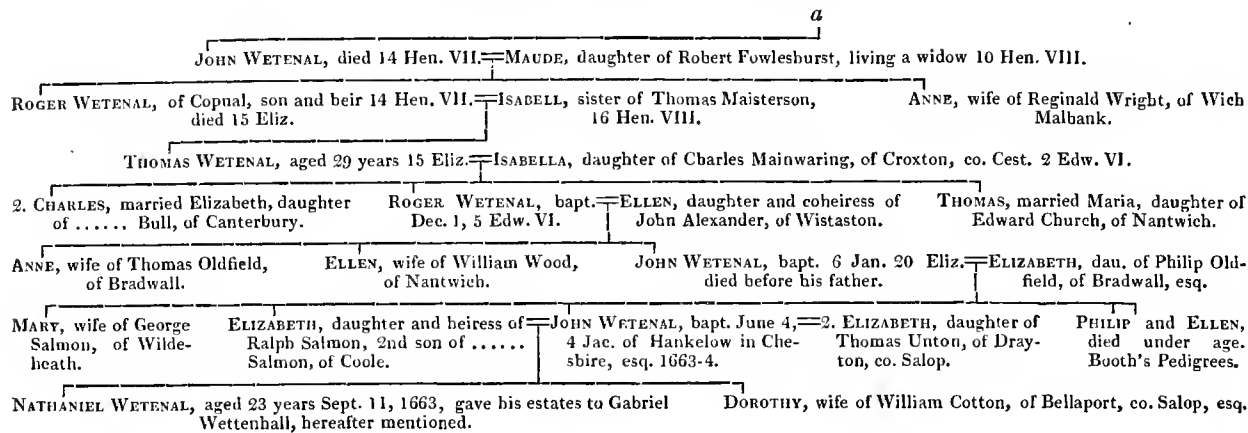 a
JOHN WETENAL, died 14 Hen. VII.=MAUDE, daughter of Robert Fowleshurst, living a widow 10 Hen. VIII.
ROGER WETENAL, of Copnal, son and heir 14 Hen. VII.=ISABELL, sister of Thomas Maisterson,
died 15 Eliz.
16 Hen. VIII.
ANNE, wife of Reginald Wright, of Wich
Malbank.
THOMAS WETENAL, aged 29 years 15 Eliz.=ISABELLA, daughter of Charles Mainwaring, of Croxton, co. Cest. 2 Edw. VI.
2. CHARLES, married Elizabeth, daughter
of ...... Bull, of Canterbury.
ROGER WETENAL, bapt.=ELLEN, daughter and coheiress of
Dec. 1, 5 Edw. VI.
John Alexander, of Wistaston.
THOMAS, married Maria, daughter of
Edward Church, of Nantwich.
ANNE, wife of Thomas Oldfield,
of Bradwall.
ELLEN, wife of William Wood,
of Nantwich.
JOHN WETENAL, bapt. 6 Jan. 20 Eliz.=ELIZABETH, dau. of Philip Old-
died before his father.
field, of Bradwall, esq.
MARY, wife of George
Salmon, of Wilde-
heath.
ELIZABETH, daughter and heiress of=JOHN WETENAL, bapt. June 4,=2. ELIZABETH, daughter of
Ralph Salmon, 2nd son of ......
Salmon, of Coole.
4 Jac. of Hankelow in Che-
shire, esq. 1663-4.
Thomas Unton, of Dray-
ton, co. Salop.
PHILIP and ELLEN,
died under age.
Booth's Pedigrees.
NATHANIEL WETENAL, aged 23 years Sept. 11, 1663, gave his estates to Gabriel
Wettenhall, hereafter mentioned.
DOROTHY, wife of William Cotton, of Bellaport, co. Salop, esq.